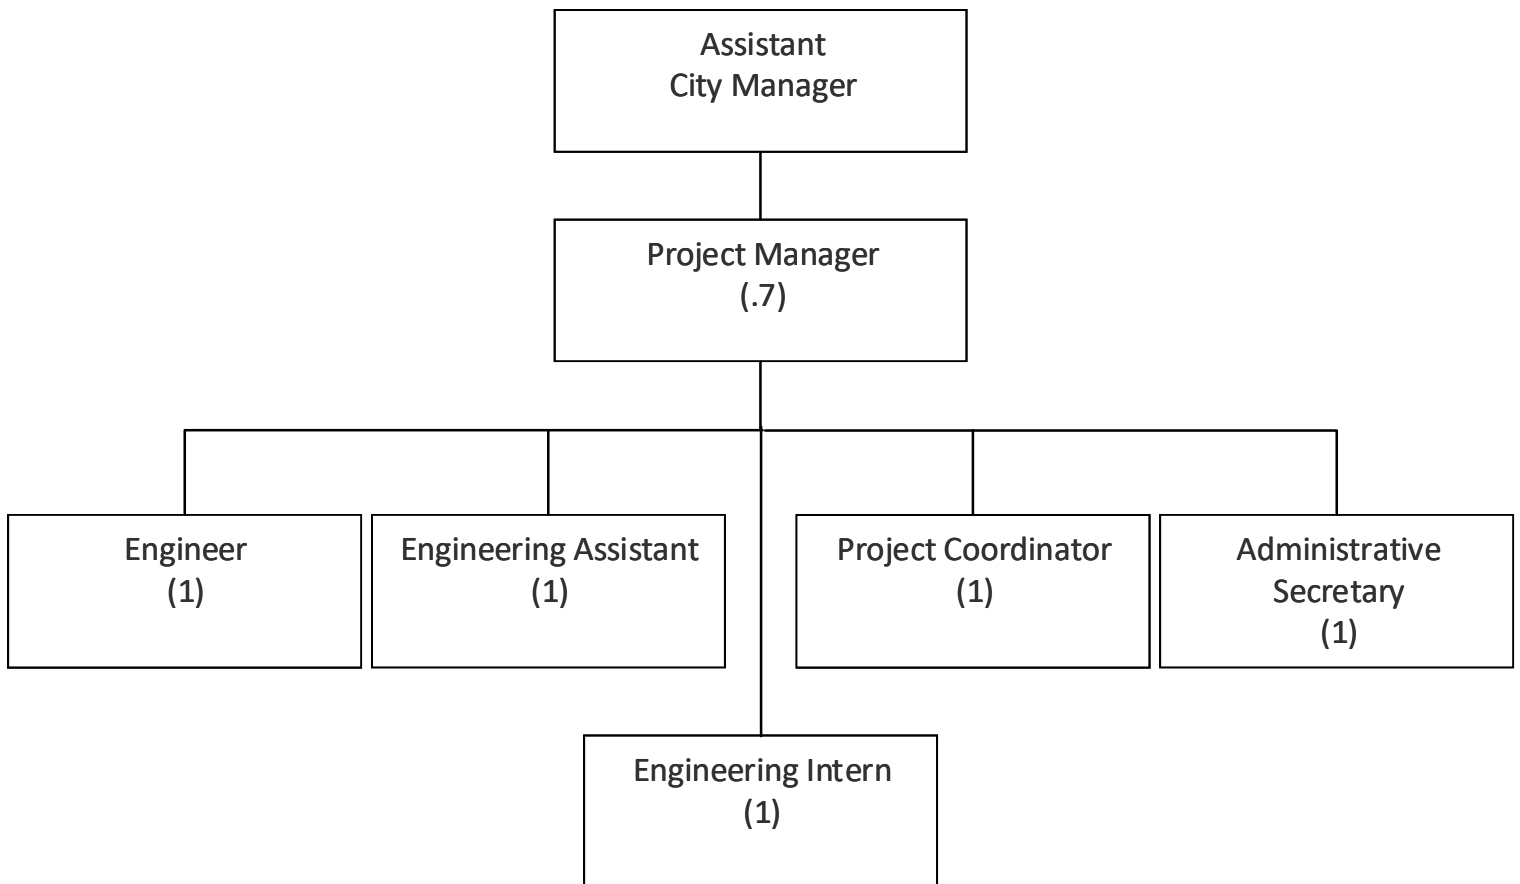 Assistant
City Manager
Project Manager
(.7)
Engineer
(1)
Engineering Assistant
(1)
Project Coordinator
(1)
Administrative
Secretary
(1)
Engineering Intern
(1)